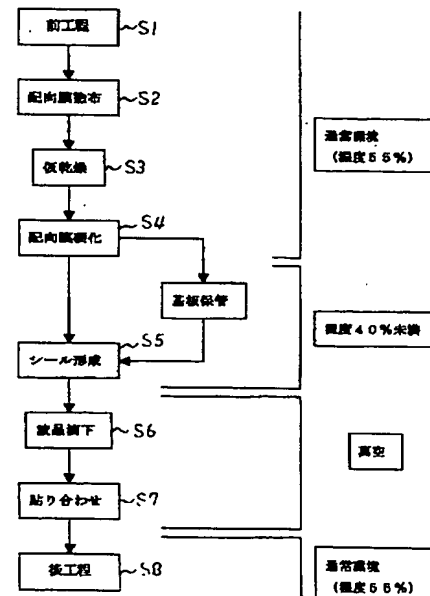 前工程
S1
配向膜散布
S2
仮乾燥
S3
配向膜硬化
S4
基板保管
シール形成
S5
液晶滴下
S6
貼り合わせ
S7
後工程
S8
通常環境
(湿度55%)
湿度40%未満
真空
通常環境
(湿度55%)